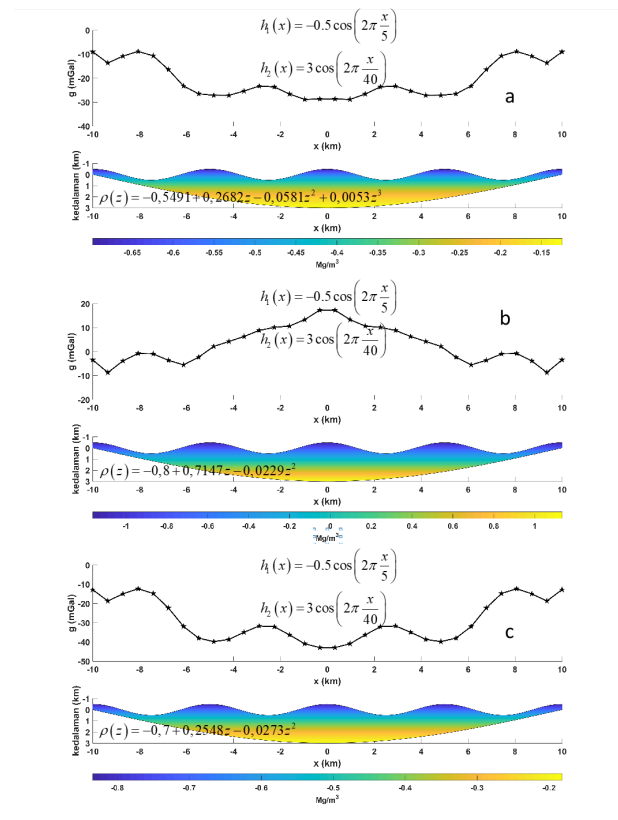 h₁(x) = −0.5 cos(2π x/5)
h₂(x) = 3 cos(2π x/40)
g (mGal)
0
-10
-20
-30
-40
-10 -8 -6 -4 -2 0 2 4 6 8 10
x (km)
a
kedalaman (km)
-1
0
1
2
3
ρ(z) = −0,5491 + 0,2682z − 0,0581z² + 0,0053z³
-10 -8 -6 -4 -2 0 2 4 6 8 10
x (km)
-0.65 -0.6 -0.55 -0.5 -0.45 -0.4 -0.35 -0.3 -0.25 -0.2 -0.15
Mg/m³
h₁(x) = −0.5 cos(2π x/5)
h₂(x) = 3 cos(2π x/40)
g (mGal)
20
10
0
-10
-20
-10 -8 -6 -4 -2 0 2 4 6 8 10
x (km)
b
kedalaman (km)
-1
0
1
2
3
ρ(z) = −0,8 + 0,7147z − 0,0229z²
-10 -8 -6 -4 -2 0 2 4 6 8 10
x (km)
-1 -0.8 -0.6 -0.4 -0.2 0 0.2 0.4 0.6 0.8 1
Mg/m³
h₁(x) = −0.5 cos(2π x/5)
h₂(x) = 3 cos(2π x/40)
g (mGal)
0
-10
-20
-30
-40
-50
-10 -8 -6 -4 -2 0 2 4 6 8 10
x (km)
c
kedalaman (km)
-1
0
1
2
3
ρ(z) = −0,7 + 0,2548z − 0,0273z²
-10 -8 -6 -4 -2 0 2 4 6 8 10
x (km)
-0.8 -0.7 -0.6 -0.5 -0.4 -0.3 -0.2
Mg/m³